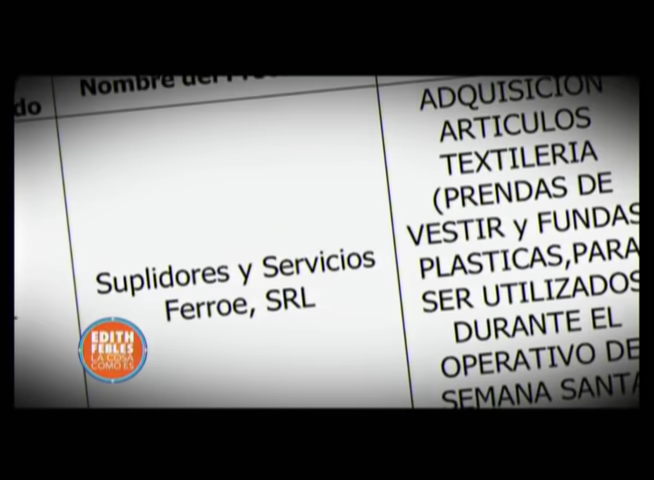 do
Nombre del
Suplidores y Servicios
Ferroe, SRL
ADQUISICION
ARTICULOS
TEXTILERIA
(PRENDAS DE
VESTIR y FUNDAS
PLASTICAS,PARA
SER UTILIZADOS
DURANTE EL
OPERATIVO DE
SEMANA SANTA
EDITH
FEBLES
LA COSA
COMO ES